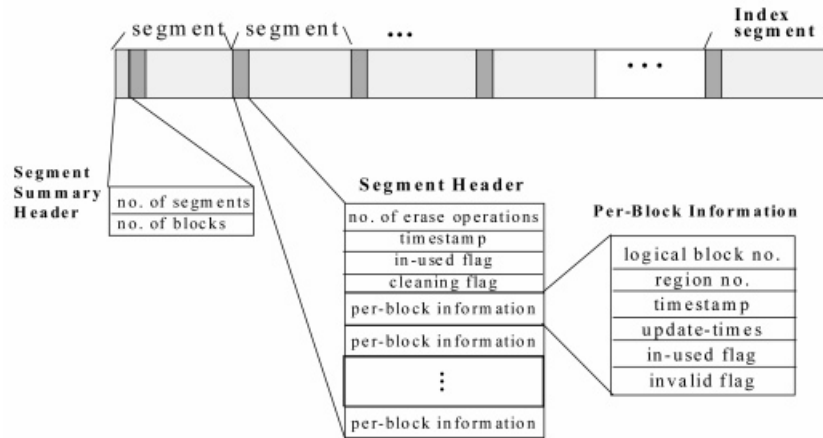 segment
segment
...
Index
segment
...
Segment
Summary
Header
no. of segments
no. of blocks
Segment Header
no. of erase operations
timestamp
in-used flag
cleaning flag
per-block information
per-block information
⋮
per-block information
Per-Block Information
logical block no.
region no.
timestamp
update-times
in-used flag
invalid flag